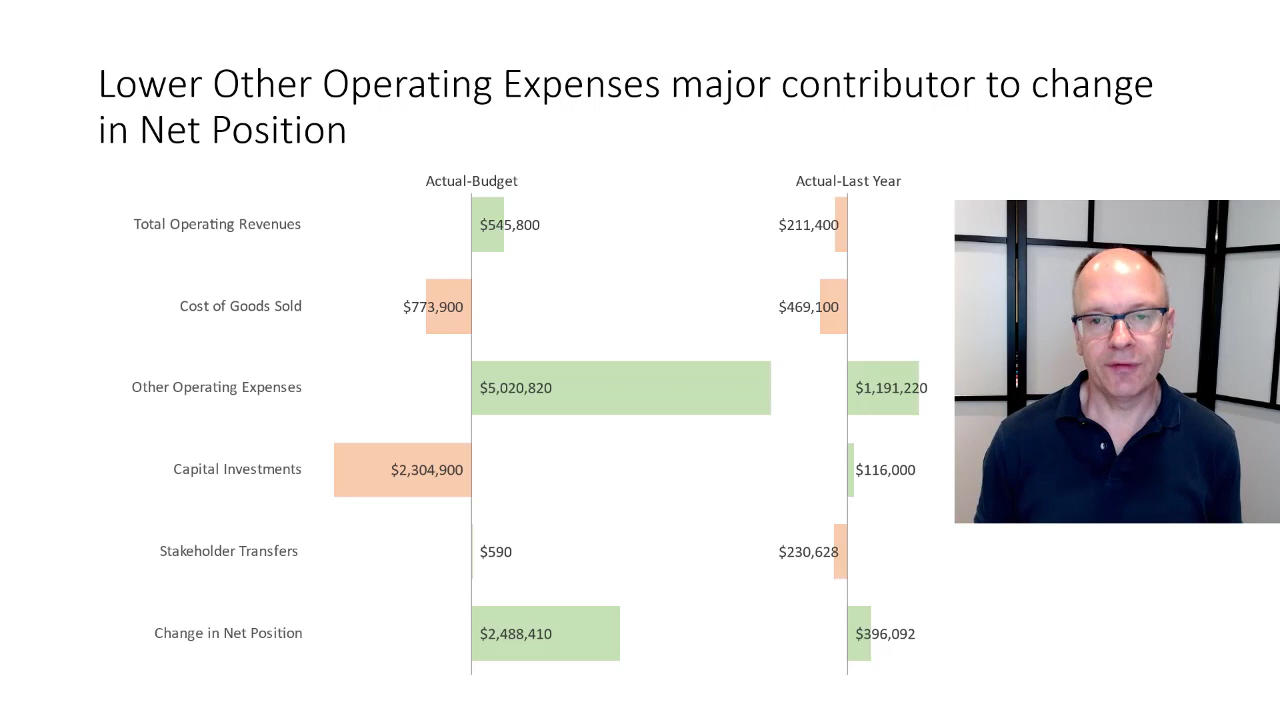 Lower Other Operating Expenses major contributor to change
in Net Position
Actual-Budget
Actual-Last Year
Total Operating Revenues
$545,800
$211,400
Cost of Goods Sold
$773,900
$469,100
Other Operating Expenses
$5,020,820
$1,191,220
Capital Investments
$2,304,900
$116,000
Stakeholder Transfers
$590
$230,628
Change in Net Position
$2,488,410
$396,092